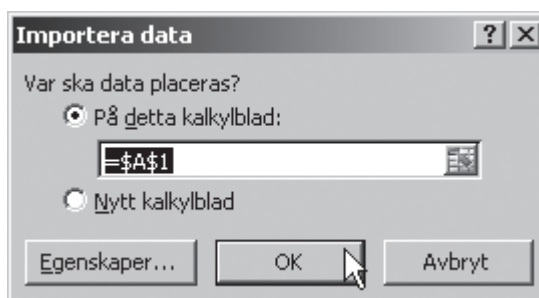 Importera data
Var ska data placeras?
På detta kalkylblad:
=$A$1
Nytt kalkylblad
Egenskaper... OK Avbryt